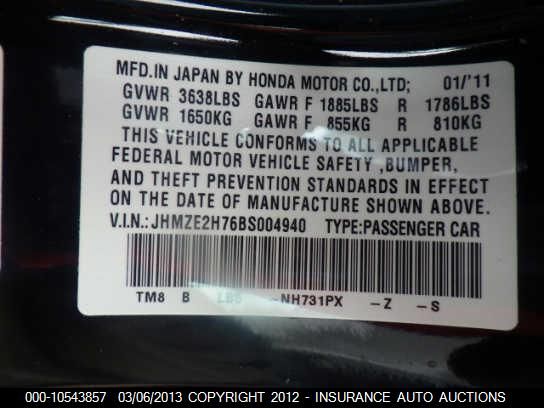 MFD.IN JAPAN BY HONDA MOTOR CO.,LTD; 01/'11
GVWR 3638LBS GAWR F 1885LBS R 1786LBS
GVWR 1650KG GAWR F 855KG R 810KG
THIS VEHICLE CONFORMS TO ALL APPLICABLE
FEDERAL MOTOR VEHICLE SAFETY ,BUMPER,
AND THEFT PREVENTION STANDARDS IN EFFECT
ON THE DATE OF MANUFACTURE SHOWN ABOVE.
V.I.N.:JHMZE2H76BS004940 TYPE:PASSENGER CAR
TM8 B -NH731PX -Z -S
000-10543857 03/06/2013 COPYRIGHT 2012 - INSURANCE AUTO AUCTIONS